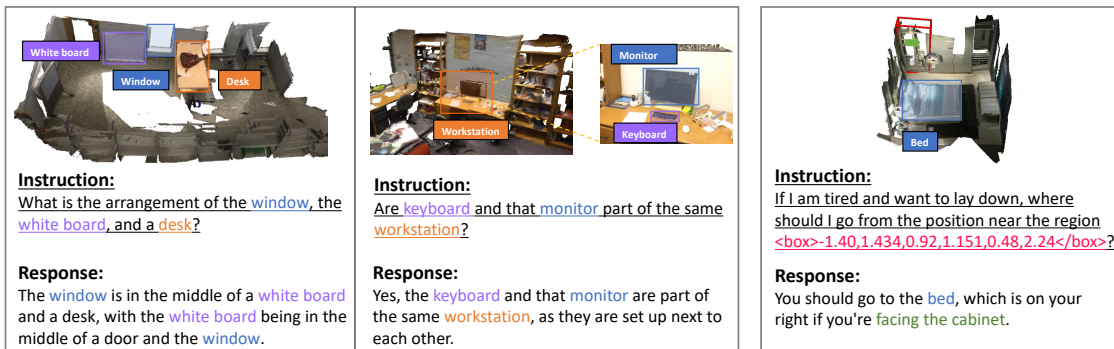 White board
Window
Desk
Instruction:
What is the arrangement of the window, the
white board, and a desk?
Response:
The window is in the middle of a white board
and a desk, with the white board being in the
middle of a door and the window.
Monitor
Workstation
Keyboard
Instruction:
Are keyboard and that monitor part of the same
workstation?
Response:
Yes, the keyboard and that monitor are part of
the same workstation, as they are set up next to
each other.
Bed
Instruction:
If I am tired and want to lay down, where
should I go from the position near the region
<box>-1.40,1.434,0.92,1.151,0.48,2.24</box>?
Response:
You should go to the bed, which is on your
right if you're facing the cabinet.